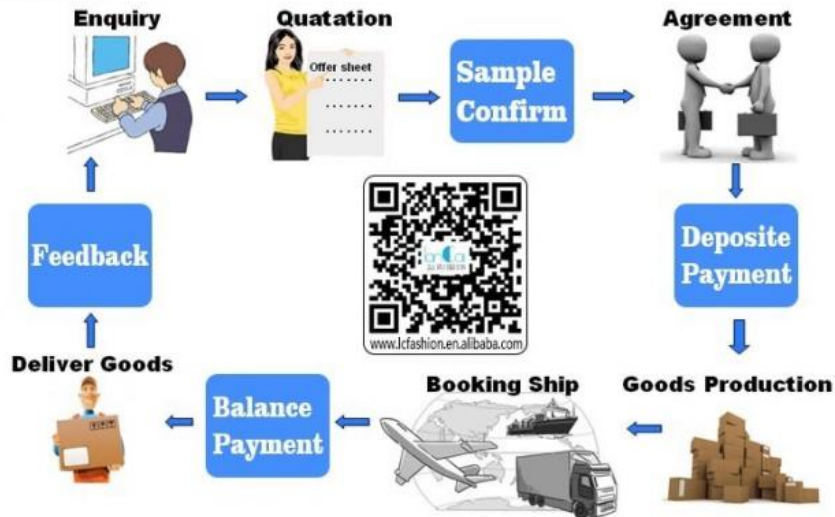 Enquiry
Quatation
Agreement
Offer sheet
Sample
Confirm
Deposite
Payment
www.lcfashion.en.alibaba.com
Feedback
Deliver Goods
Balance
Payment
Booking Ship
Goods Production